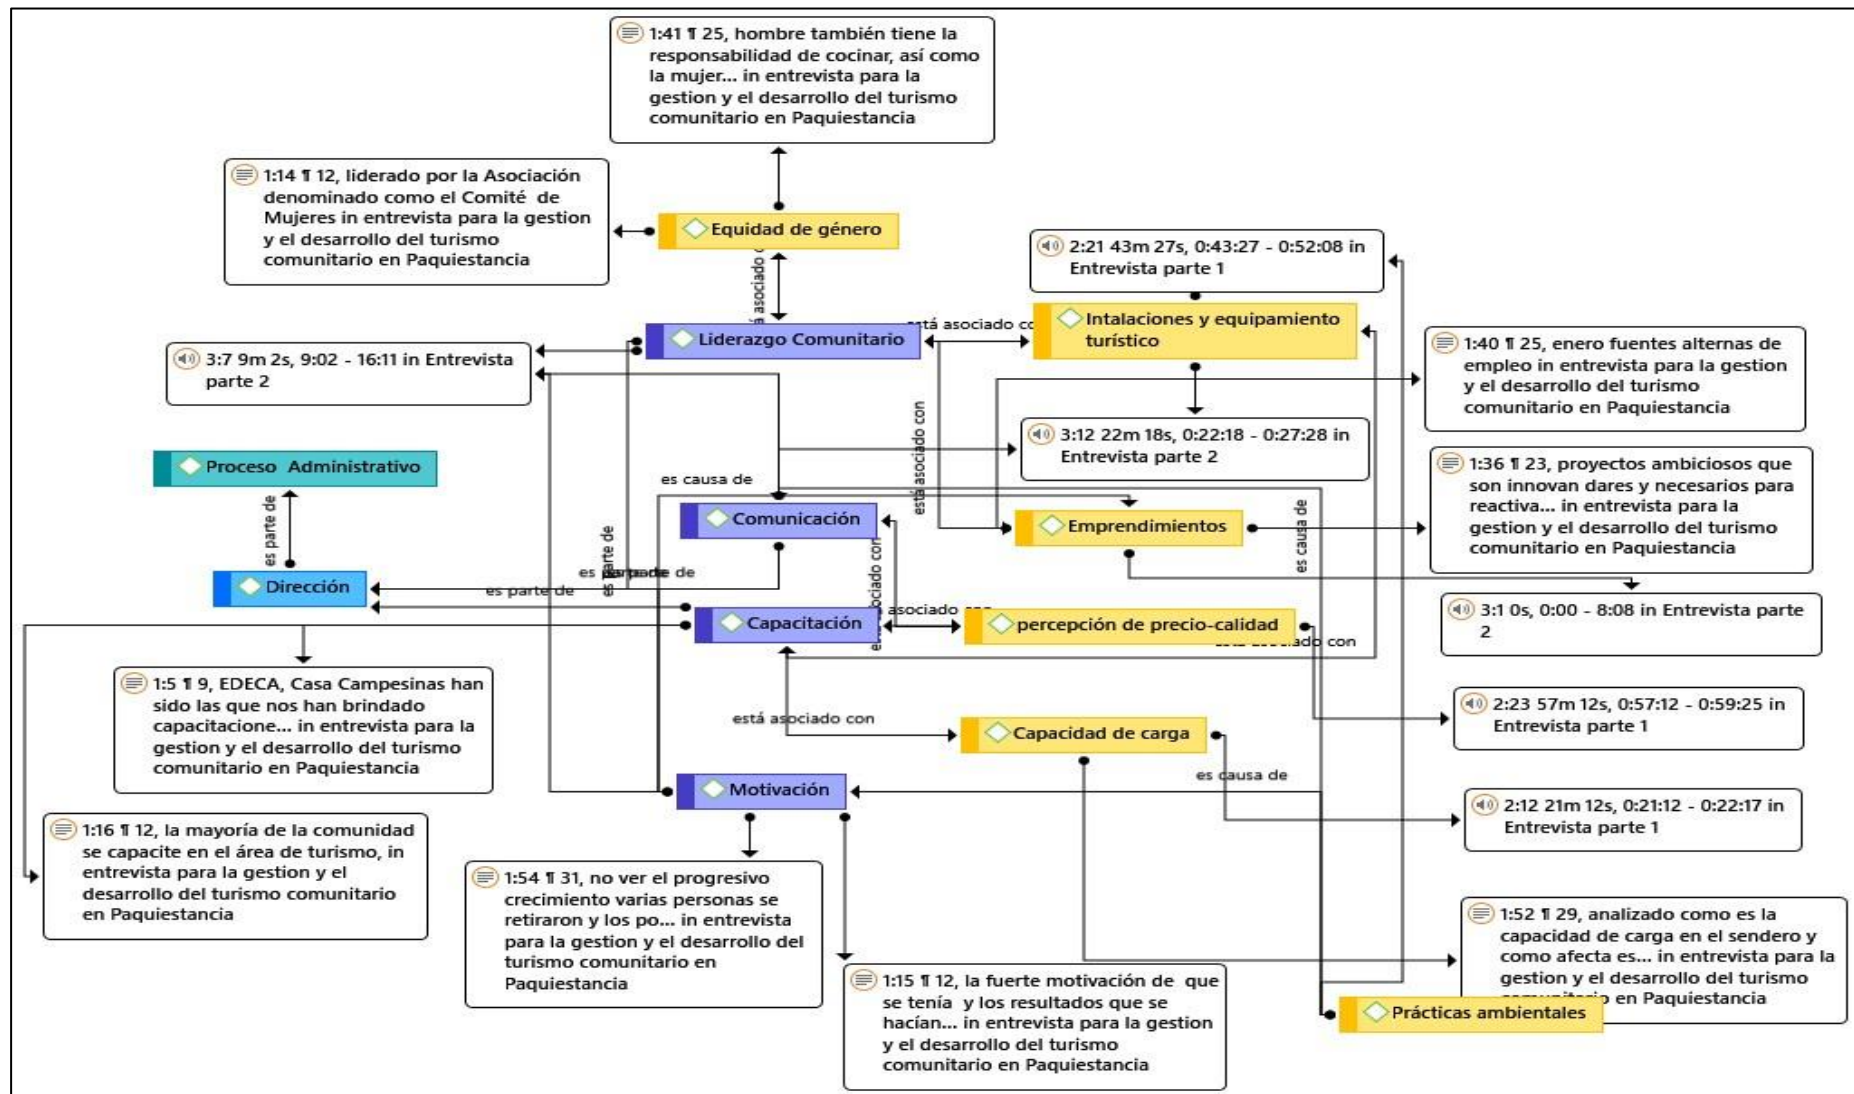 1:41 ¶ 25, hombre también tiene la
responsabilidad de cocinar, así como
la mujer... in entrevista para la
gestion y el desarrollo del turismo
comunitario en Paquiestancia
1:14 ¶ 12, liderado por la Asociación
denominado como el Comité de
Mujeres in entrevista para la gestion
y el desarrollo del turismo
comunitario en Paquiestancia
Equidad de género
2:21 43m 27s, 0:43:27 - 0:52:08 in
Entrevista parte 1
Liderazgo Comunitario
está asociado con
Intalaciones y equipamiento
turístico
3:7 9m 2s, 9:02 - 16:11 in Entrevista
parte 2
1:40 ¶ 25, enero fuentes alternas de
empleo in entrevista para la gestion
y el desarrollo del turismo
comunitario en Paquiestancia
3:12 22m 18s, 0:22:18 - 0:27:28 in
Entrevista parte 2
Proceso Administrativo
es parte de
es causa de
Comunicación
Emprendimientos
es causa de
1:36 ¶ 23, proyectos ambiciosos que
son innovan dares y necesarios para
reactiva... in entrevista para la
gestion y el desarrollo del turismo
comunitario en Paquiestancia
Dirección
es parte de
es parte de
Capacitación
percepción de precio-calidad
3:1 0s, 0:00 - 8:08 in Entrevista parte
2
1:5 ¶ 9, EDECA, Casa Campesinas han
sido las que nos han brindado
capacitacione... in entrevista para la
gestion y el desarrollo del turismo
comunitario en Paquiestancia
está asociado con
Capacidad de carga
2:23 57m 12s, 0:57:12 - 0:59:25 in
Entrevista parte 1
Motivación
es causa de
2:12 21m 12s, 0:21:12 - 0:22:17 in
Entrevista parte 1
1:16 ¶ 12, la mayoría de la comunidad
se capacite en el área de turismo, in
entrevista para la gestion y el
desarrollo del turismo comunitario
en Paquiestancia
1:54 ¶ 31, no ver el progresivo
crecimiento varias personas se
retiraron y los po... in entrevista
para la gestion y el desarrollo del
turismo comunitario en
Paquiestancia
1:15 ¶ 12, la fuerte motivación de que
se tenía y los resultados que se
hacían... in entrevista para la gestion
y el desarrollo del turismo
comunitario en Paquiestancia
1:52 ¶ 29, analizado como es la
capacidad de carga en el sendero y
como afecta es... in entrevista para la
gestion y el desarrollo del turismo
comunitario en Paquiestancia
Prácticas ambientales